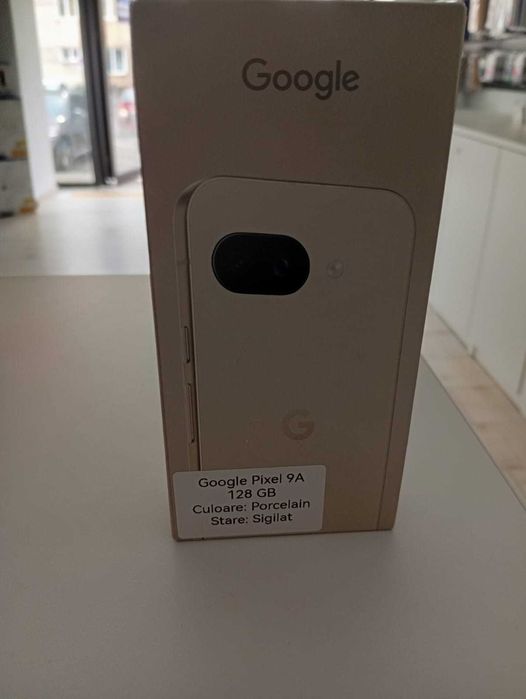 Google
G
Google Pixel 9A
128 GB
Culoare: Porcelain
Stare: Sigilat